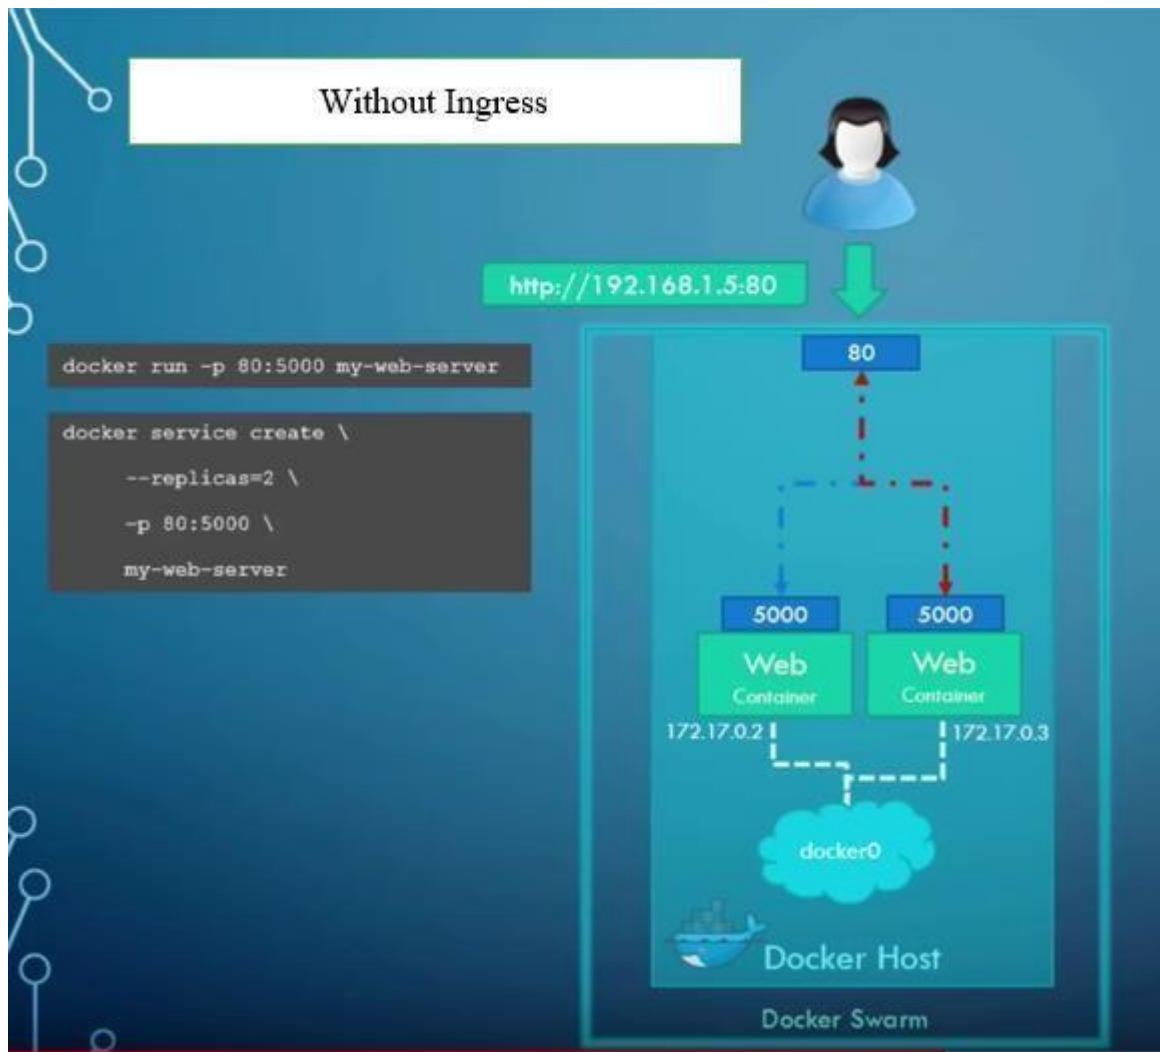 Without Ingress
http://192.168.1.5:80
80
docker run -p 80:5000 my-web-server
docker service create \
--replicas=2 \
-p 80:5000 \
my-web-server
5000
5000
Web
Container
Web
Container
172.17.0.2
172.17.0.3
docker0
Docker Host
Docker Swarm